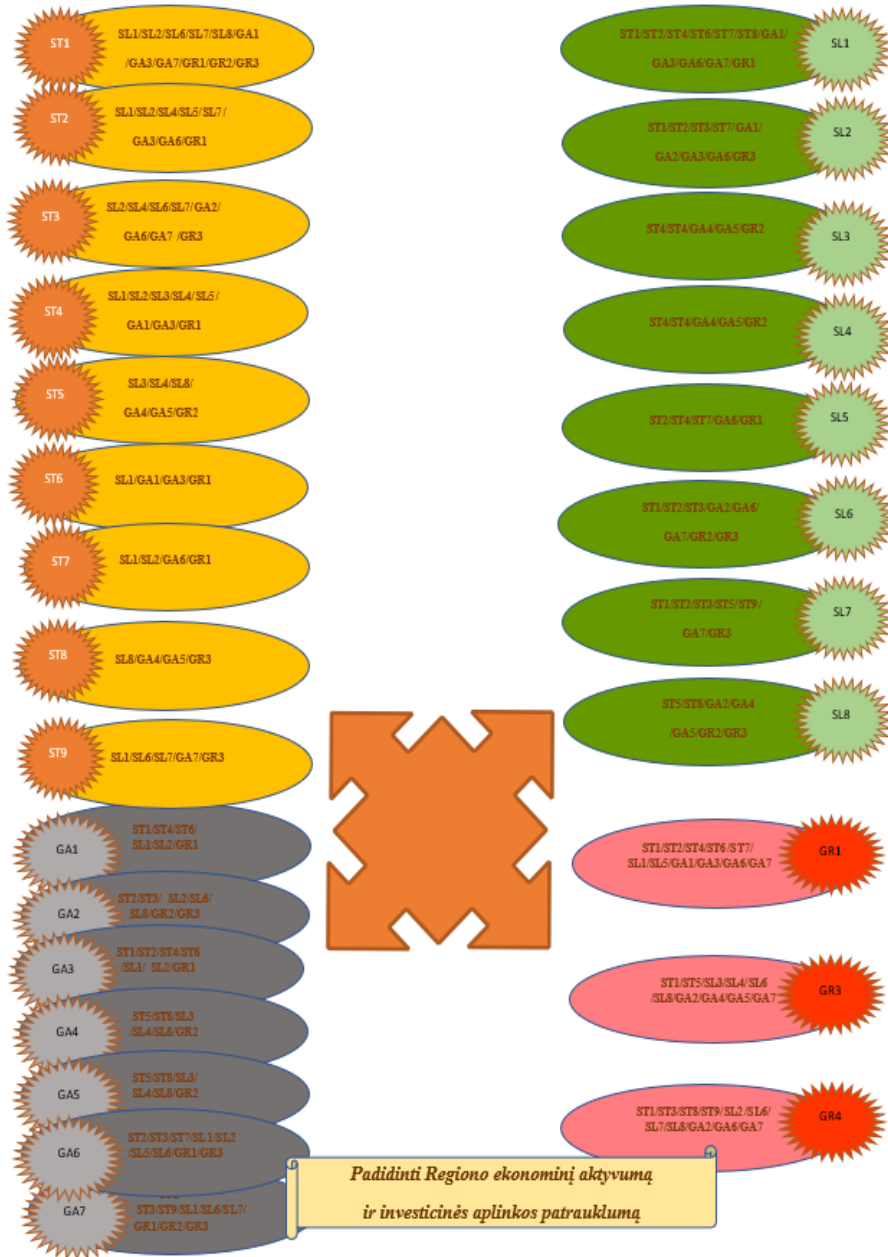 ST1
SL1/SL2/SL6/SL7/SL8/GA1
/GA3/GA7/GR1/GR2/GR3
ST2
SL1/SL2/SL4/SL5/SL7/
GA3/GA6/GR1
ST3
SL2/SL4/SL6/SL7/GA2/
GA6/GA7 /GR3
ST4
SL1/SL2/SL3/SL4/SL5/
GA1/GA3/GR1
ST5
SL3/SL4/SL8/
GA4/GA5/GR2
ST6
SL1/GA1/GA3/GR1
ST7
SL1/SL2/GA6/GR1
ST8
SL8/GA4/GA5/GR3
ST9
SL1/SL6/SL7/GA7/GR3
GA1
ST1/ST4/ST6/
SL1/SL2/GR1
GA2
ST2/ST3/ SL2/SL6/
SL8/GR2/GR3
GA3
ST1/ST2/ST4/ST6
/SL1/ SL2/GR1
GA4
ST5/ST8/SL3
/SL4/SL8/GR2
GA5
ST5/ST8/SL3/
SL4/SL8/GR2
GA6
ST2/ST3/ST7/SL1/SL2
/SL5/SL6/GR1/GR3
GA7
ST3/ST9/SL1/SL6/SL7/
GR1/GR2/GR3
ST1/ST2/ST4/ST6/ST7/ST8/GA1/
GA3/GA6/GA7/GR1
SL1
ST1/ST2/ST3/ST7/GA1/
GA2/GA3/GA6/GR3
SL2
ST4/ST4/GA4/GA5/GR2
SL3
ST4/ST4/GA4/GA5/GR2
SL4
ST2/ST4/ST7/GA6/GR1
SL5
ST1/ST2/ST3/GA2/GA6/
GA7/GR2/GR3
SL6
ST1/ST2/ST3/ST5/ST9/
GA7/GR3
SL7
ST5/ST8/GA2/GA4
/GA5/GR2/GR3
SL8
ST1/ST2/ST4/ST6/ST7/
SL1/SL5/GA1/GA3/GA6/GA7
GR1
ST1/ST5/SL3/SL4/SL6
/SL8/GA2/GA4/GA5/GA7
GR3
ST1/ST3/ST8/ST9/SL2/SL6/
SL7/SL8/GA2/GA6/GA7
GR4
Padidinti Regiono ekonominį aktyvumą
ir investicinės aplinkos patrauklumą